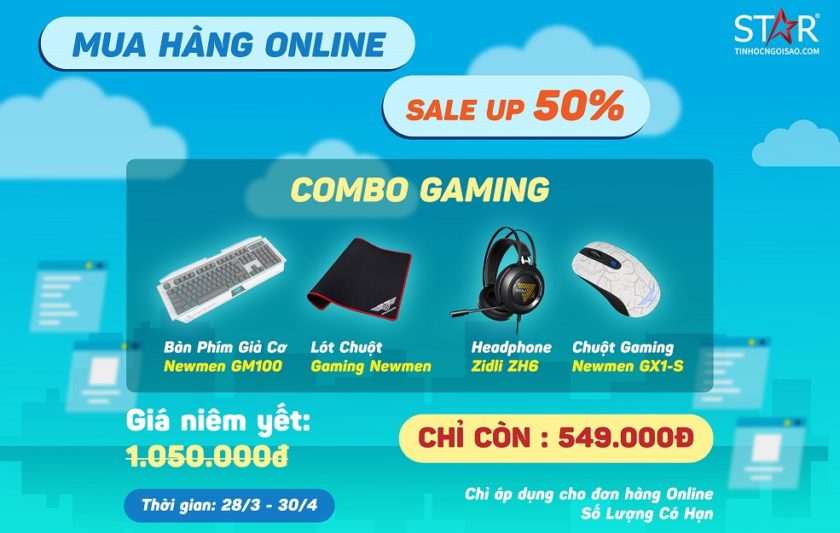 MUA HÀNG ONLINE
STAR®
TINHOCNGOISAO.COM
SALE UP 50%
COMBO GAMING
Bàn Phím Giả Cơ
Newmen GM100
Lót Chuột
Gaming Newmen
Headphone
Zidli ZH6
Chuột Gaming
Newmen GX1-S
Giá niêm yết:
1.050.000đ
CHỈ CÒN : 549.000Đ
Thời gian: 28/3 - 30/4
Chỉ áp dụng cho đơn hàng Online
Số Lượng Có Hạn